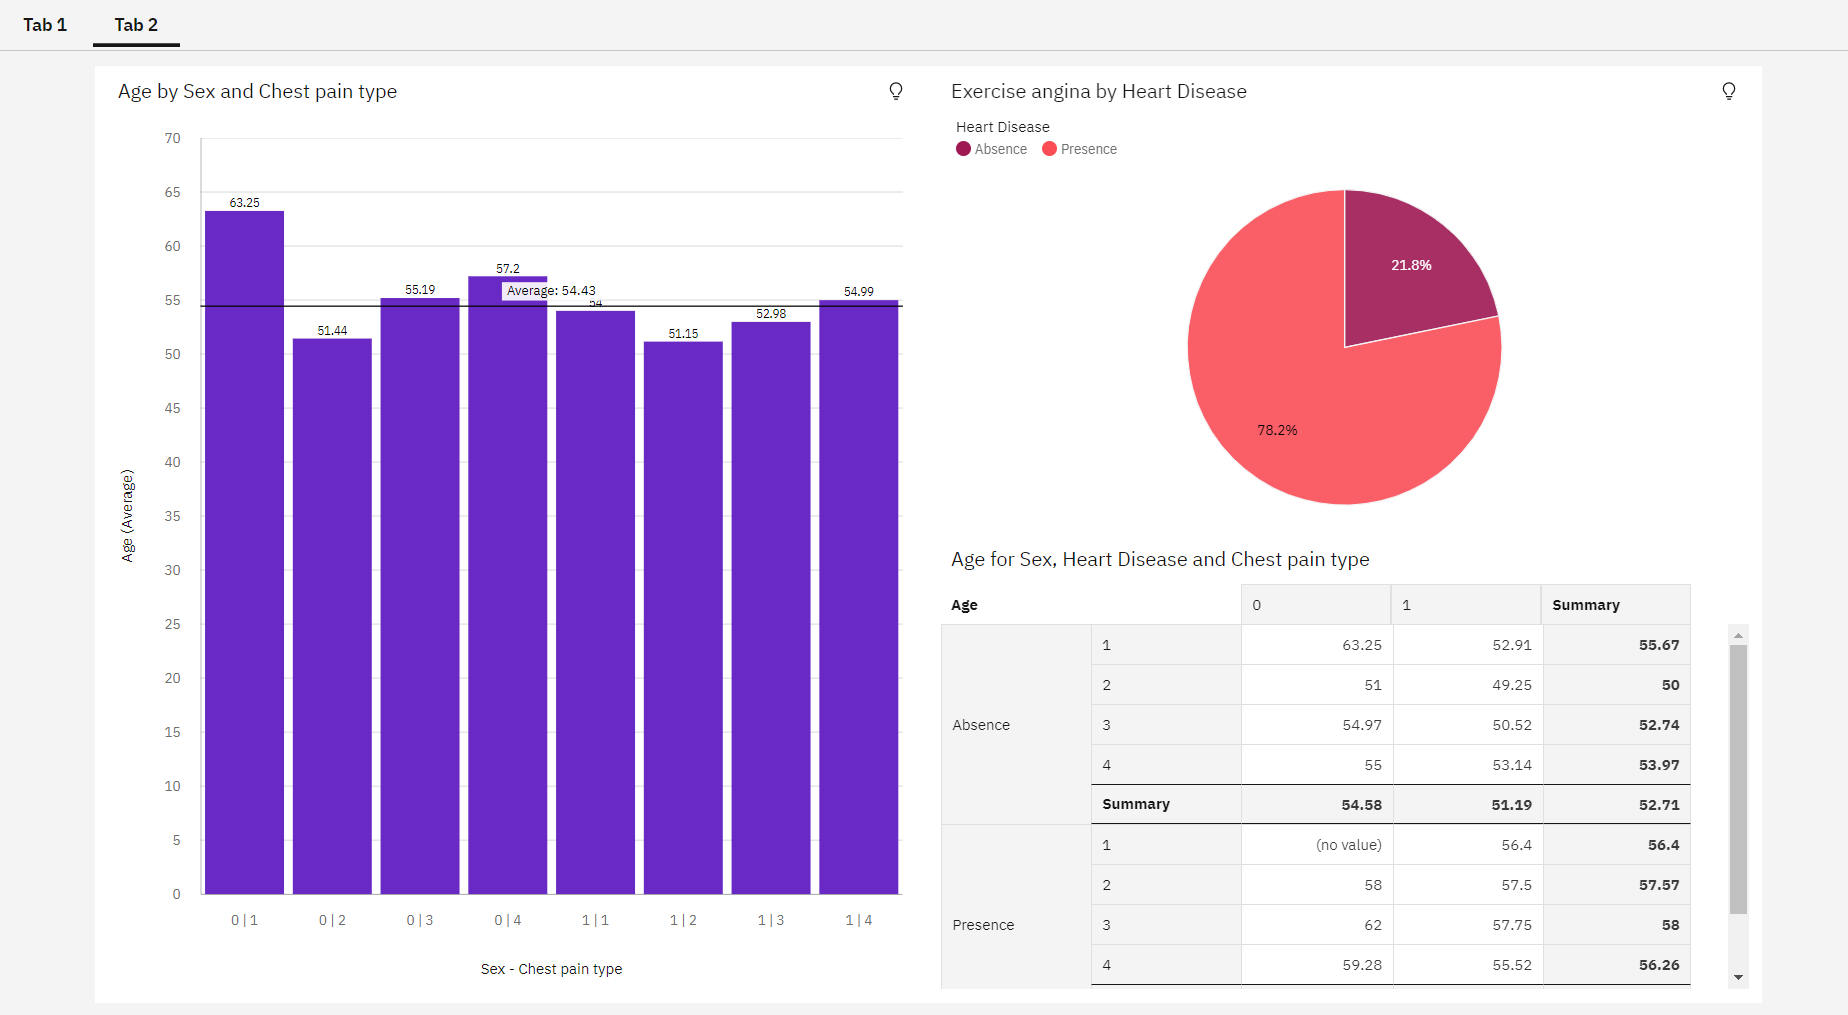 Tab 1 Tab 2
Age by Sex and Chest pain type
70
65
60
55
50
45
40
35
30
25
20
15
10
5
0
Age (Average)
63.25
51.44
55.19
57.2
Average: 54.43
54
51.15
52.98
54.99
0 | 1 0 | 2 0 | 3 0 | 4 1 | 1 1 | 2 1 | 3 1 | 4
Sex - Chest pain type
Exercise angina by Heart Disease
Heart Disease
Absence Presence
21.8%
78.2%
Age for Sex, Heart Disease and Chest pain type
Age 0 1 Summary
1 63.25 52.91 55.67
2 51 49.25 50
Absence 3 54.97 50.52 52.74
4 55 53.14 53.97
Summary 54.58 51.19 52.71
1 (no value) 56.4 56.4
2 58 57.5 57.57
Presence 3 62 57.75 58
4 59.28 55.52 56.26